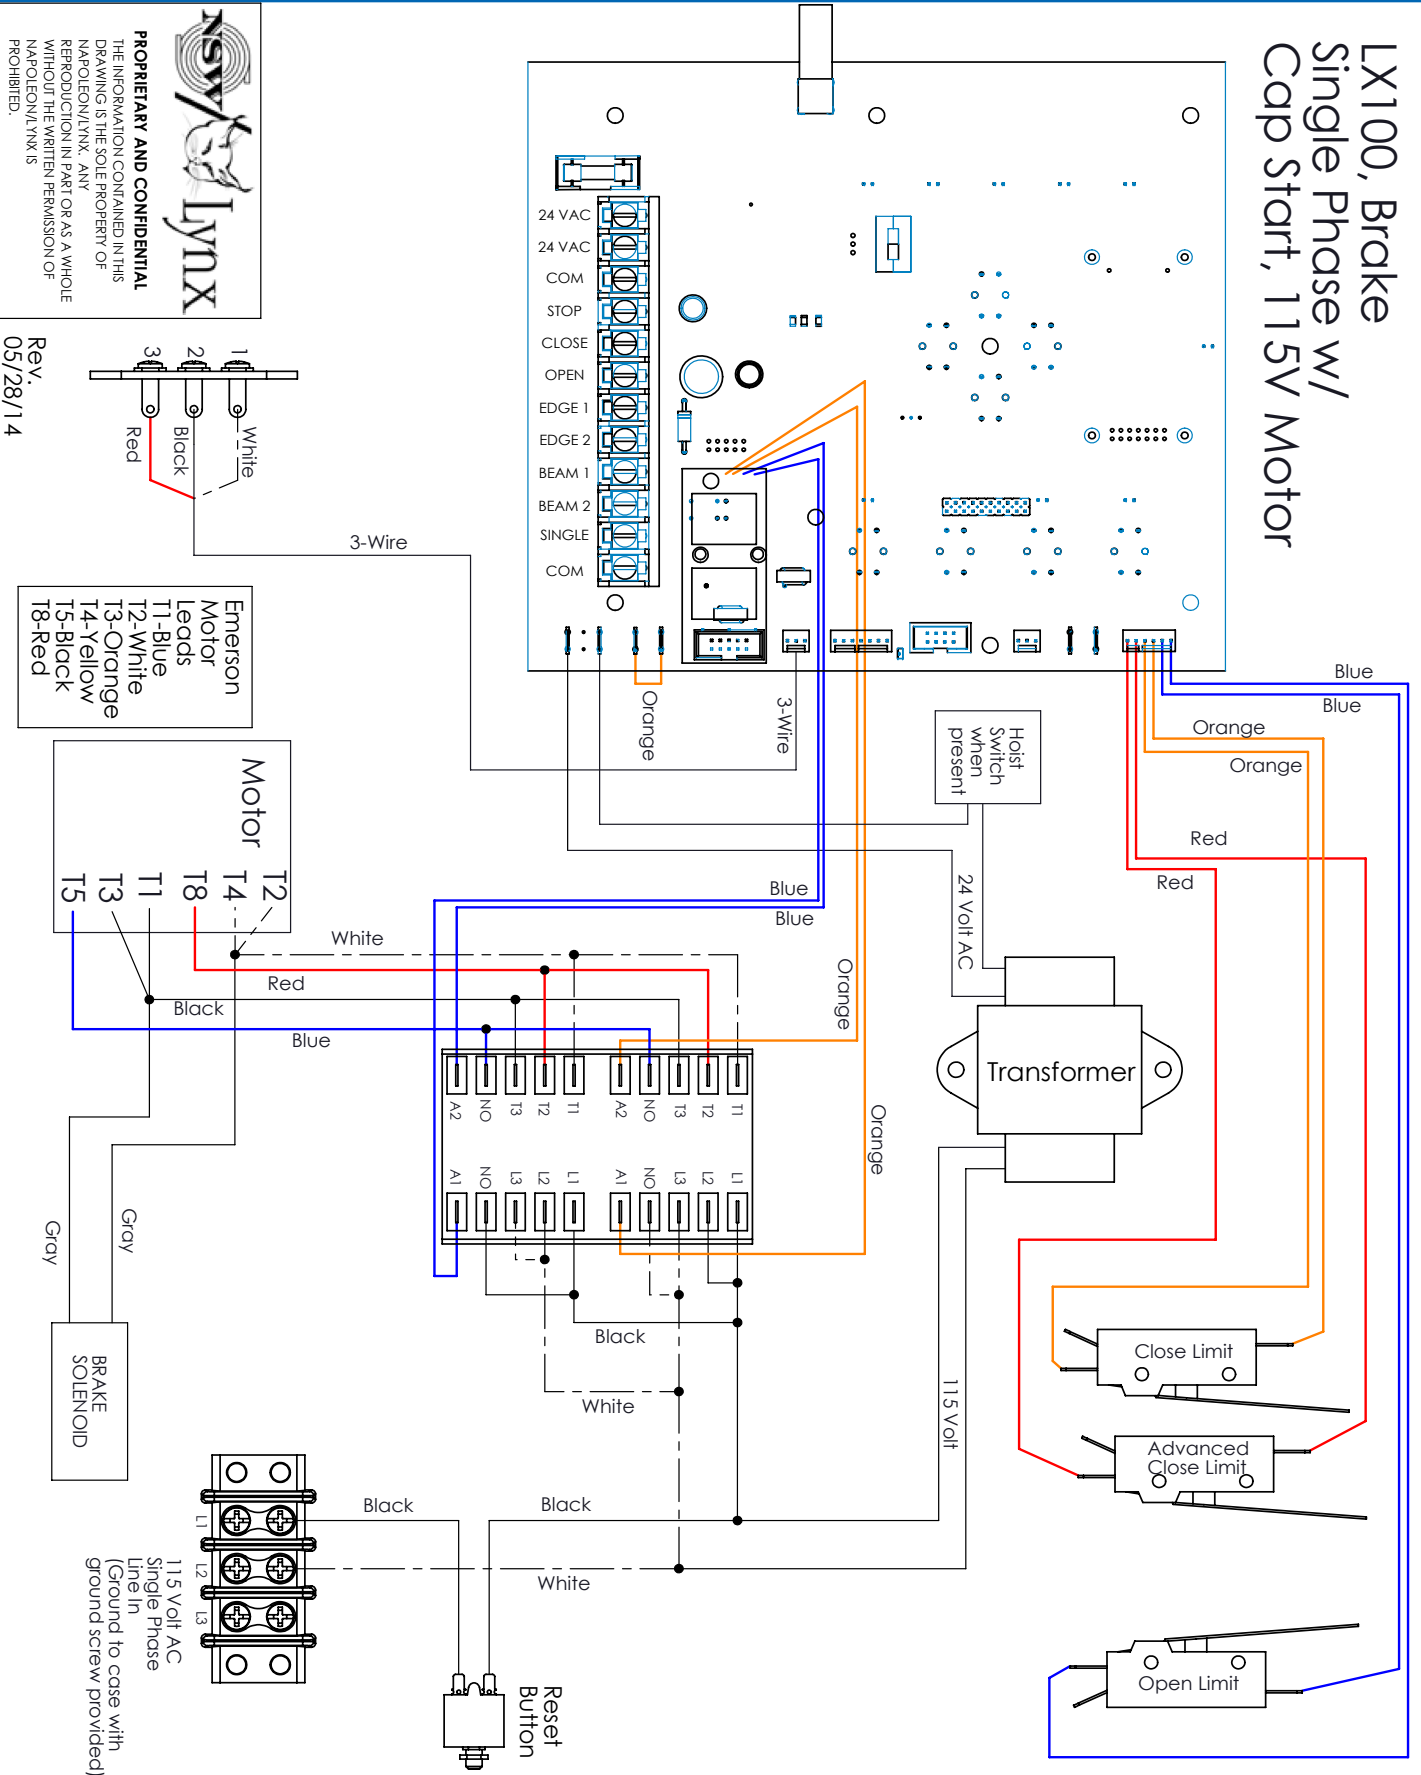 LX100, Brake
Single Phase w/
Cap Start, 115V Motor
NSW/Lynx
PROPRIETARY AND CONFIDENTIAL
THE INFORMATION CONTAINED IN THIS
DRAWING IS THE SOLE PROPERTY OF
NAPOLEON/LYNX. ANY
REPRODUCTION IN PART OR AS A WHOLE
WITHOUT THE WRITTEN PERMISSION OF
NAPOLEON/LYNX IS
PROHIBITED.
Rev.
05/28/14
24 VAC
24 VAC
COM
STOP
CLOSE
OPEN
EDGE 1
EDGE 2
BEAM 1
BEAM 2
SINGLE
COM
1
2
3
White
Black
Red
3-Wire
3-Wire
Orange
Emerson
Motor
Leads
T1-Blue
T2-White
T3-Orange
T4-Yellow
T5-Black
T8-Red
Hoist
Switch
when
present
Blue
Blue
Orange
Orange
Red
Red
Motor
T2
T4
T8
T1
T3
T5
White
Red
Black
Blue
Blue
Blue
Orange
Orange
24 Volt AC
Transformer
A2
NO
T3
T2
T1
A2
NO
T3
T2
T1
A1
NO
L3
L2
L1
A1
NO
L3
L2
L1
Gray
Gray
BRAKE
SOLENOID
Black
White
115 Volt
Close Limit
Advanced
Close Limit
Open Limit
Black
Black
White
L1
L2
L3
115 Volt AC
Single Phase
Line In
(Ground to case with
ground screw provided)
Reset
Button